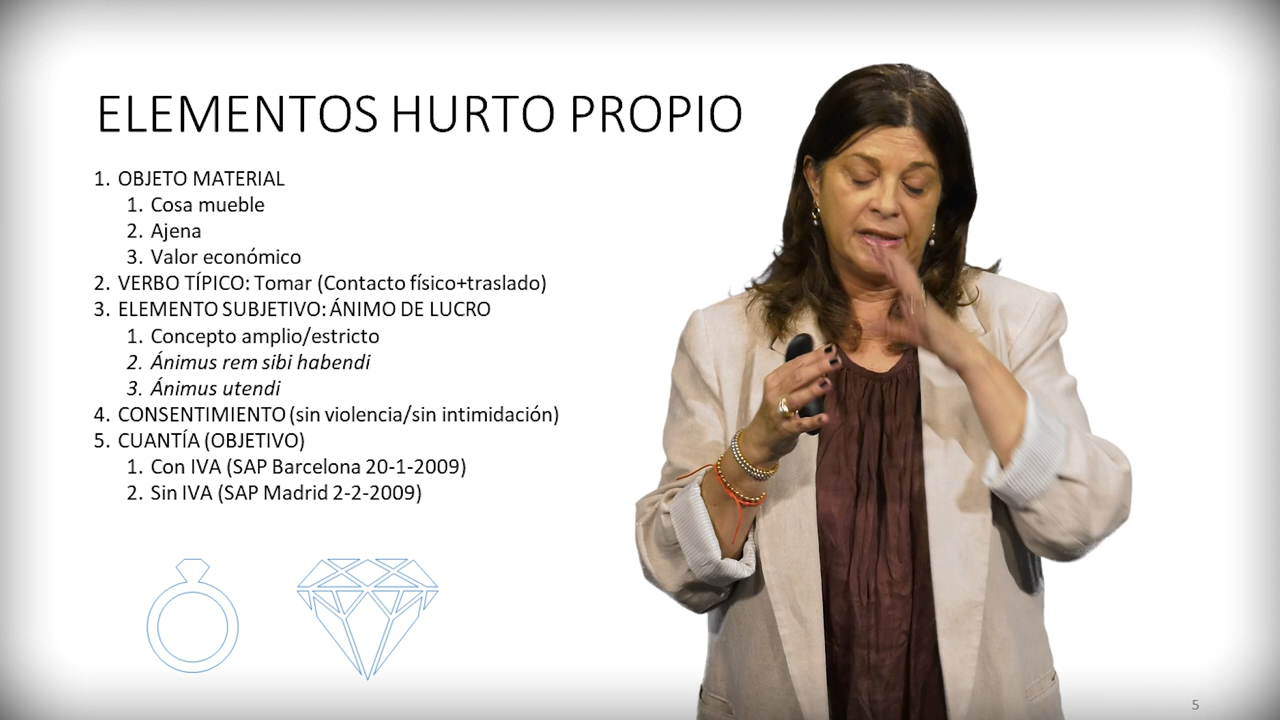 ELEMENTOS HURTO PROPIO
1. OBJETO MATERIAL
1. Cosa mueble
2. Ajena
3. Valor económico
2. VERBO TÍPICO: Tomar (Contacto físico+traslado)
3. ELEMENTO SUBJETIVO: ÁNIMO DE LUCRO
1. Concepto amplio/estricto
2. Ánimus rem sibi habendi
3. Ánimus utendi
4. CONSENTIMIENTO (sin violencia/sin intimidación)
5. CUANTÍA (OBJETIVO)
1. Con IVA (SAP Barcelona 20-1-2009)
2. Sin IVA (SAP Madrid 2-2-2009)
5